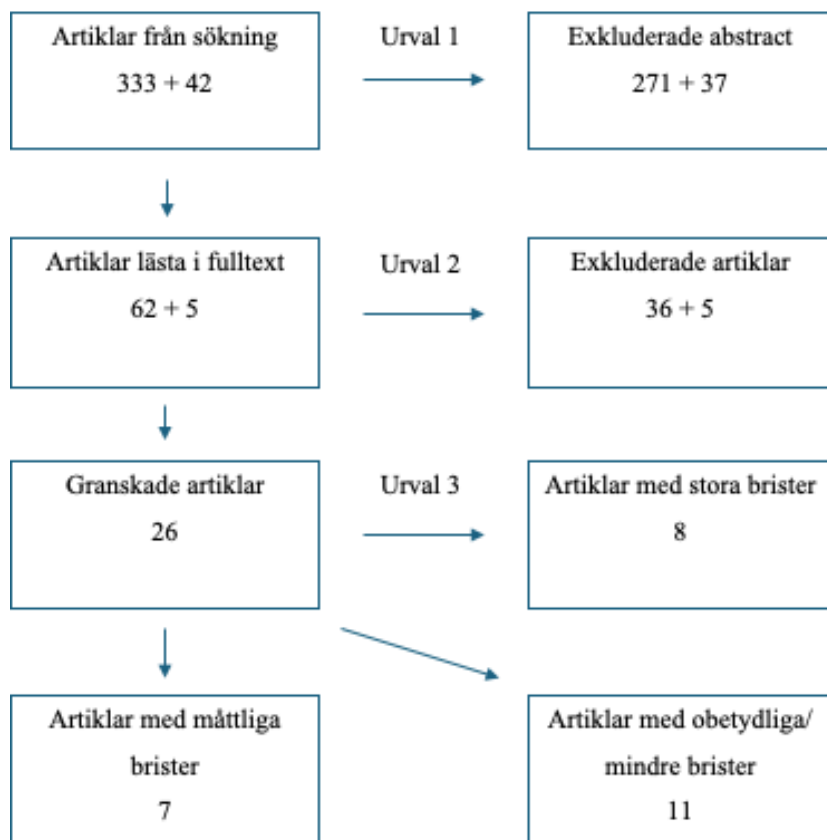 Artiklar från sökning
333 + 42
Urval 1
Exkluderade abstract
271 + 37
Artiklar lästa i fulltext
62 + 5
Urval 2
Exkluderade artiklar
36 + 5
Granskade artiklar
26
Urval 3
Artiklar med stora brister
8
Artiklar med måttliga
brister
7
Artiklar med obetydliga/
mindre brister
11